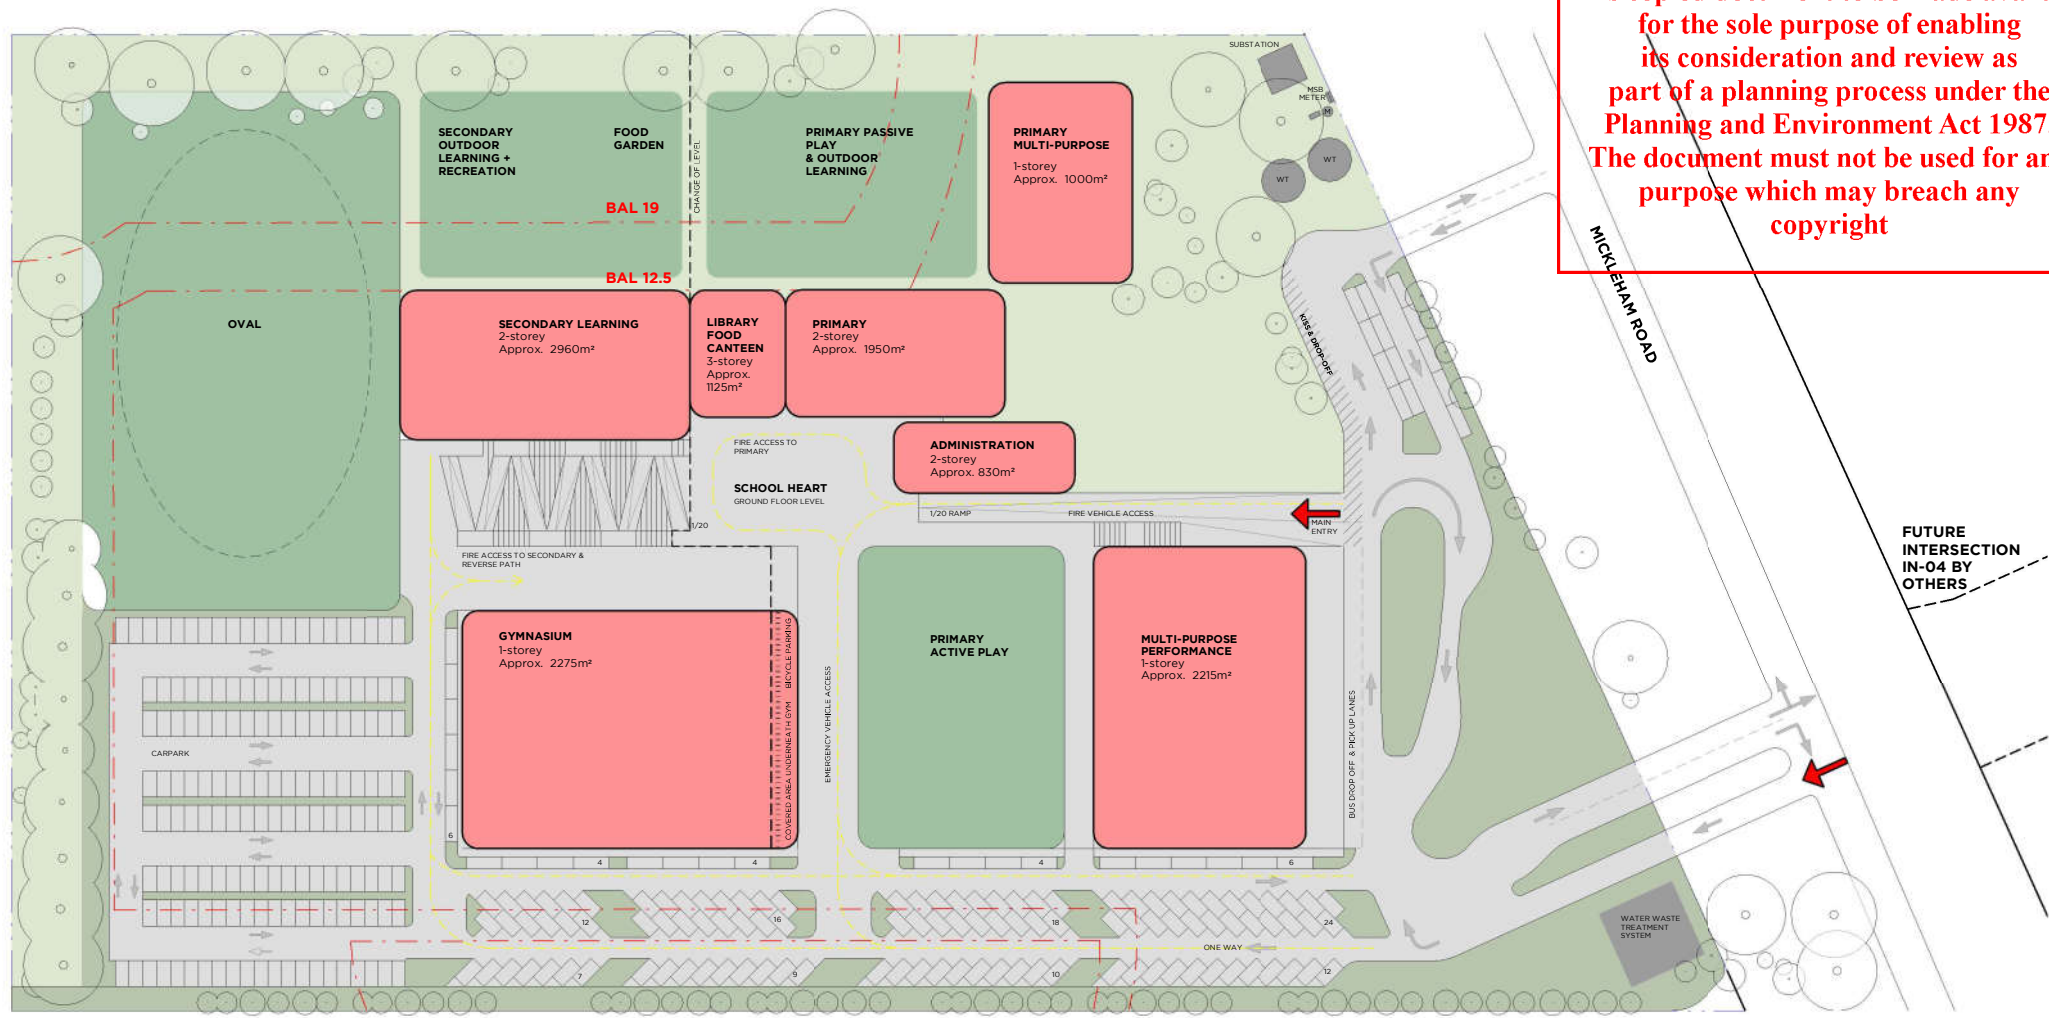 for the sole purpose of enabling
its consideration and review as
part of a planning process under the
Planning and Environment Act 1987.
The document must not be used for an
purpose which may breach any
copyright
SUBSTATION
MSB
METER
M
WT
WT
SECONDARY
OUTDOOR
LEARNING +
RECREATION
FOOD
GARDEN
CHANGE OF LEVEL
PRIMARY PASSIVE
PLAY
& OUTDOOR
LEARNING
PRIMARY
MULTI-PURPOSE
1-storey
Approx. 1000m²
BAL 19
BAL 12.5
MICKLEHAM ROAD
OVAL
SECONDARY LEARNING
2-storey
Approx. 2960m²
LIBRARY
FOOD
CANTEEN
3-storey
Approx.
1125m²
PRIMARY
2-storey
Approx. 1950m²
KISS & DROP-OFF
FIRE ACCESS TO
PRIMARY
ADMINISTRATION
2-storey
Approx. 830m²
SCHOOL HEART
GROUND FLOOR LEVEL
1/20
1/20 RAMP
FIRE VEHICLE ACCESS
MAIN
ENTRY
FUTURE
INTERSECTION
IN-04 BY
OTHERS
FIRE ACCESS TO SECONDARY &
REVERSE PATH
GYMNASIUM
1-storey
Approx. 2275m²
COVERED AREA UNDERNEATH GYM BICYCLE PARKING
EMERGENCY VEHICLE ACCESS
PRIMARY
ACTIVE PLAY
MULTI-PURPOSE
PERFORMANCE
1-storey
Approx. 2215m²
BUS DROP OFF & PICK UP LANES
CARPARK
6
4
4
4
6
12
16
18
24
WATER WASTE
TREATMENT
SYSTEM
ONE WAY
7
9
10
12